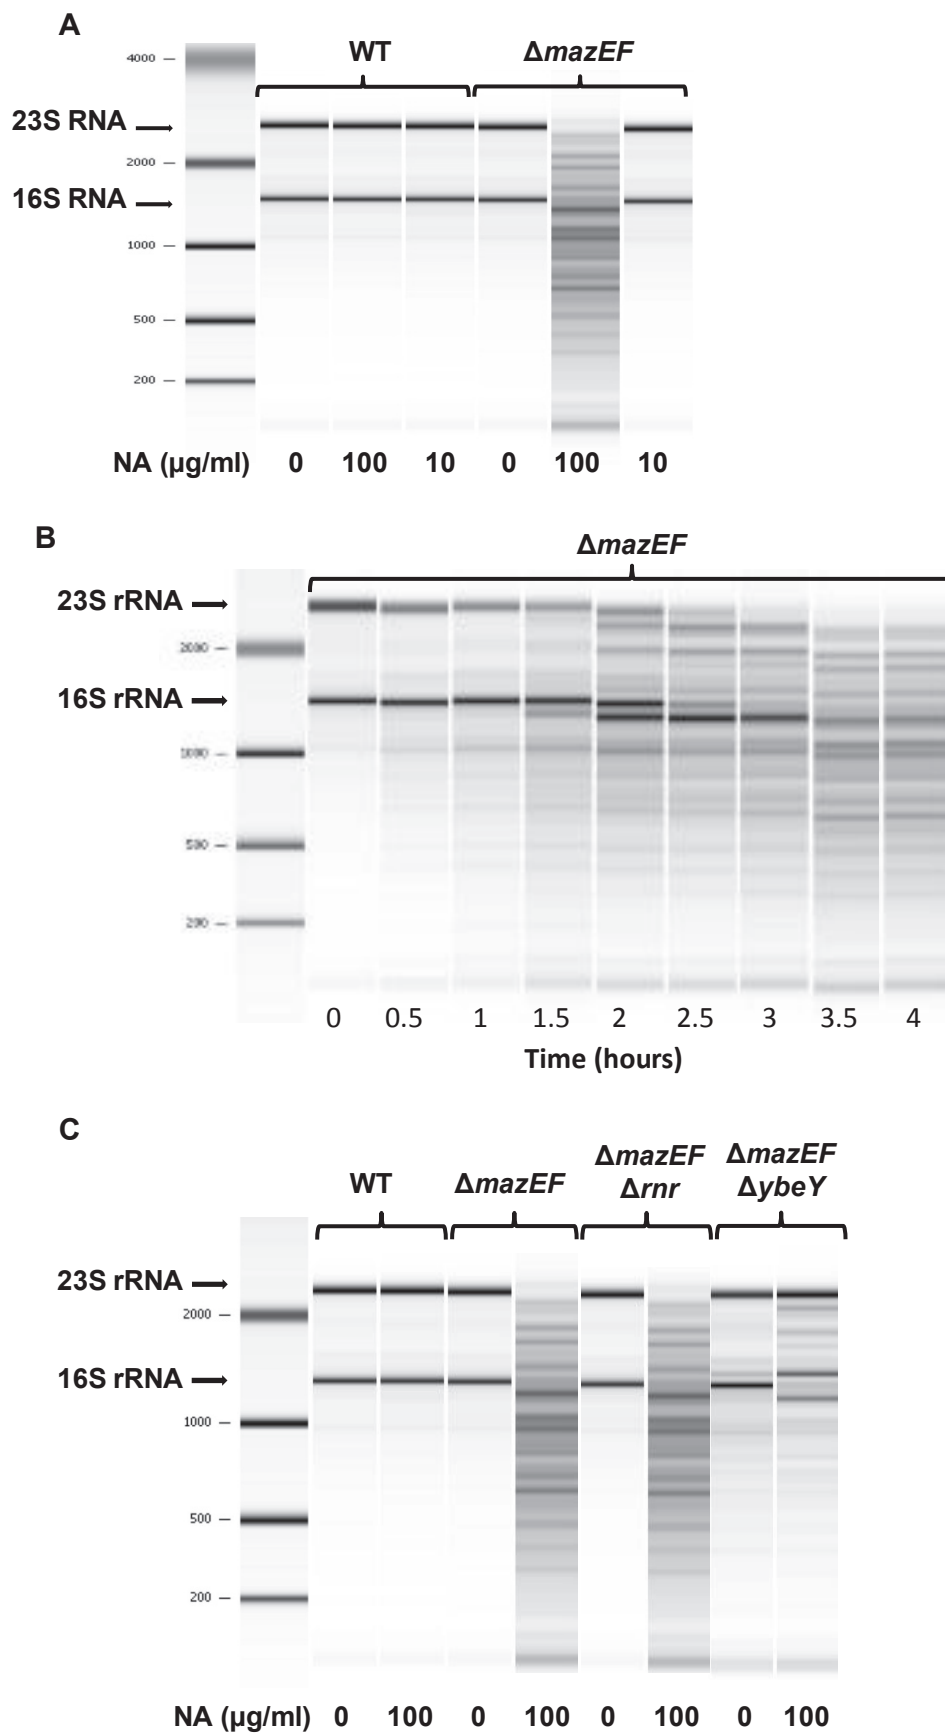 A
WT ΔmazEF
4000
23S RNA
2000
16S RNA
1000
500
200
NA (μg/ml) 0 100 10 0 100 10
B
ΔmazEF
23S rRNA
2000
16S rRNA
1000
500
200
0 0.5 1 1.5 2 2.5 3 3.5 4
Time (hours)
C
WT ΔmazEF ΔmazEF Δrnr ΔmazEF ΔybeY
23S rRNA
2000
16S rRNA
1000
500
200
NA (μg/ml) 0 100 0 100 0 100 0 100